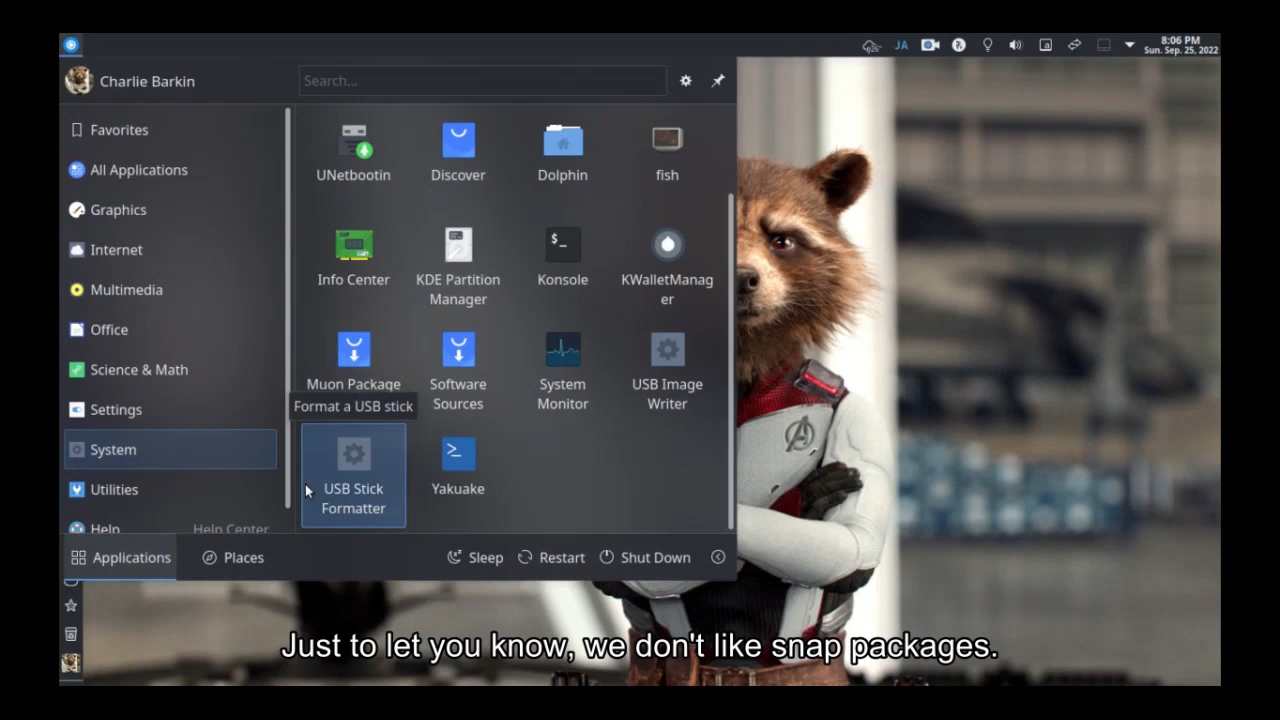 JA
8:06 PM
Sun. Sep. 25, 2022
Charlie Barkin
Search...
Favorites
All Applications
Graphics
Internet
Multimedia
Office
Science & Math
Settings
System
Utilities
Help
Help Center
UNetbootin
Discover
Dolphin
fish
Info Center
KDE Partition
Manager
Konsole
KWalletManag
er
Muon Package
Software
Sources
System
Monitor
USB Image
Writer
Format a USB stick
USB Stick
Formatter
Yakuake
Applications
Places
Sleep
Restart
Shut Down
Just to let you know, we don't like snap packages.